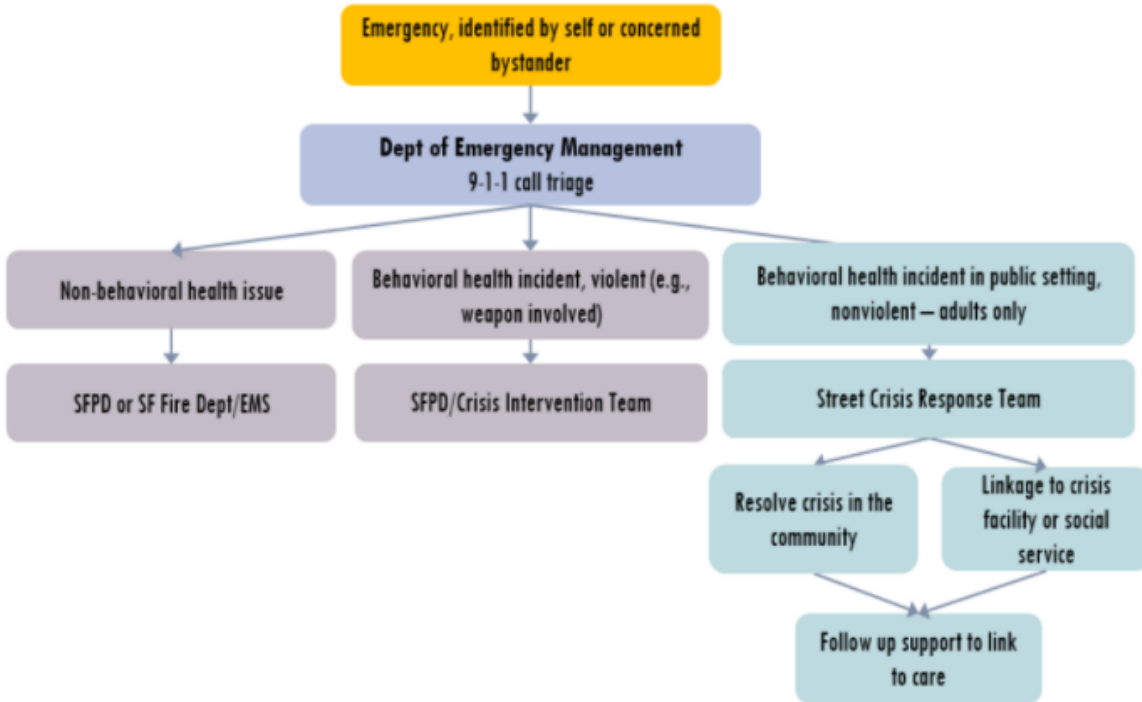 Emergency, identified by self or concerned
bystander
Dept of Emergency Management
9-1-1 call triage
Non-behavioral health issue
Behavioral health incident, violent (e.g.,
weapon involved)
Behavioral health incident in public setting,
nonviolent – adults only
SFPD or SF Fire Dept/EMS
SFPD/Crisis Intervention Team
Street Crisis Response Team
Resolve crisis in the
community
Linkage to crisis
facility or social
service
Follow up support to link
to care